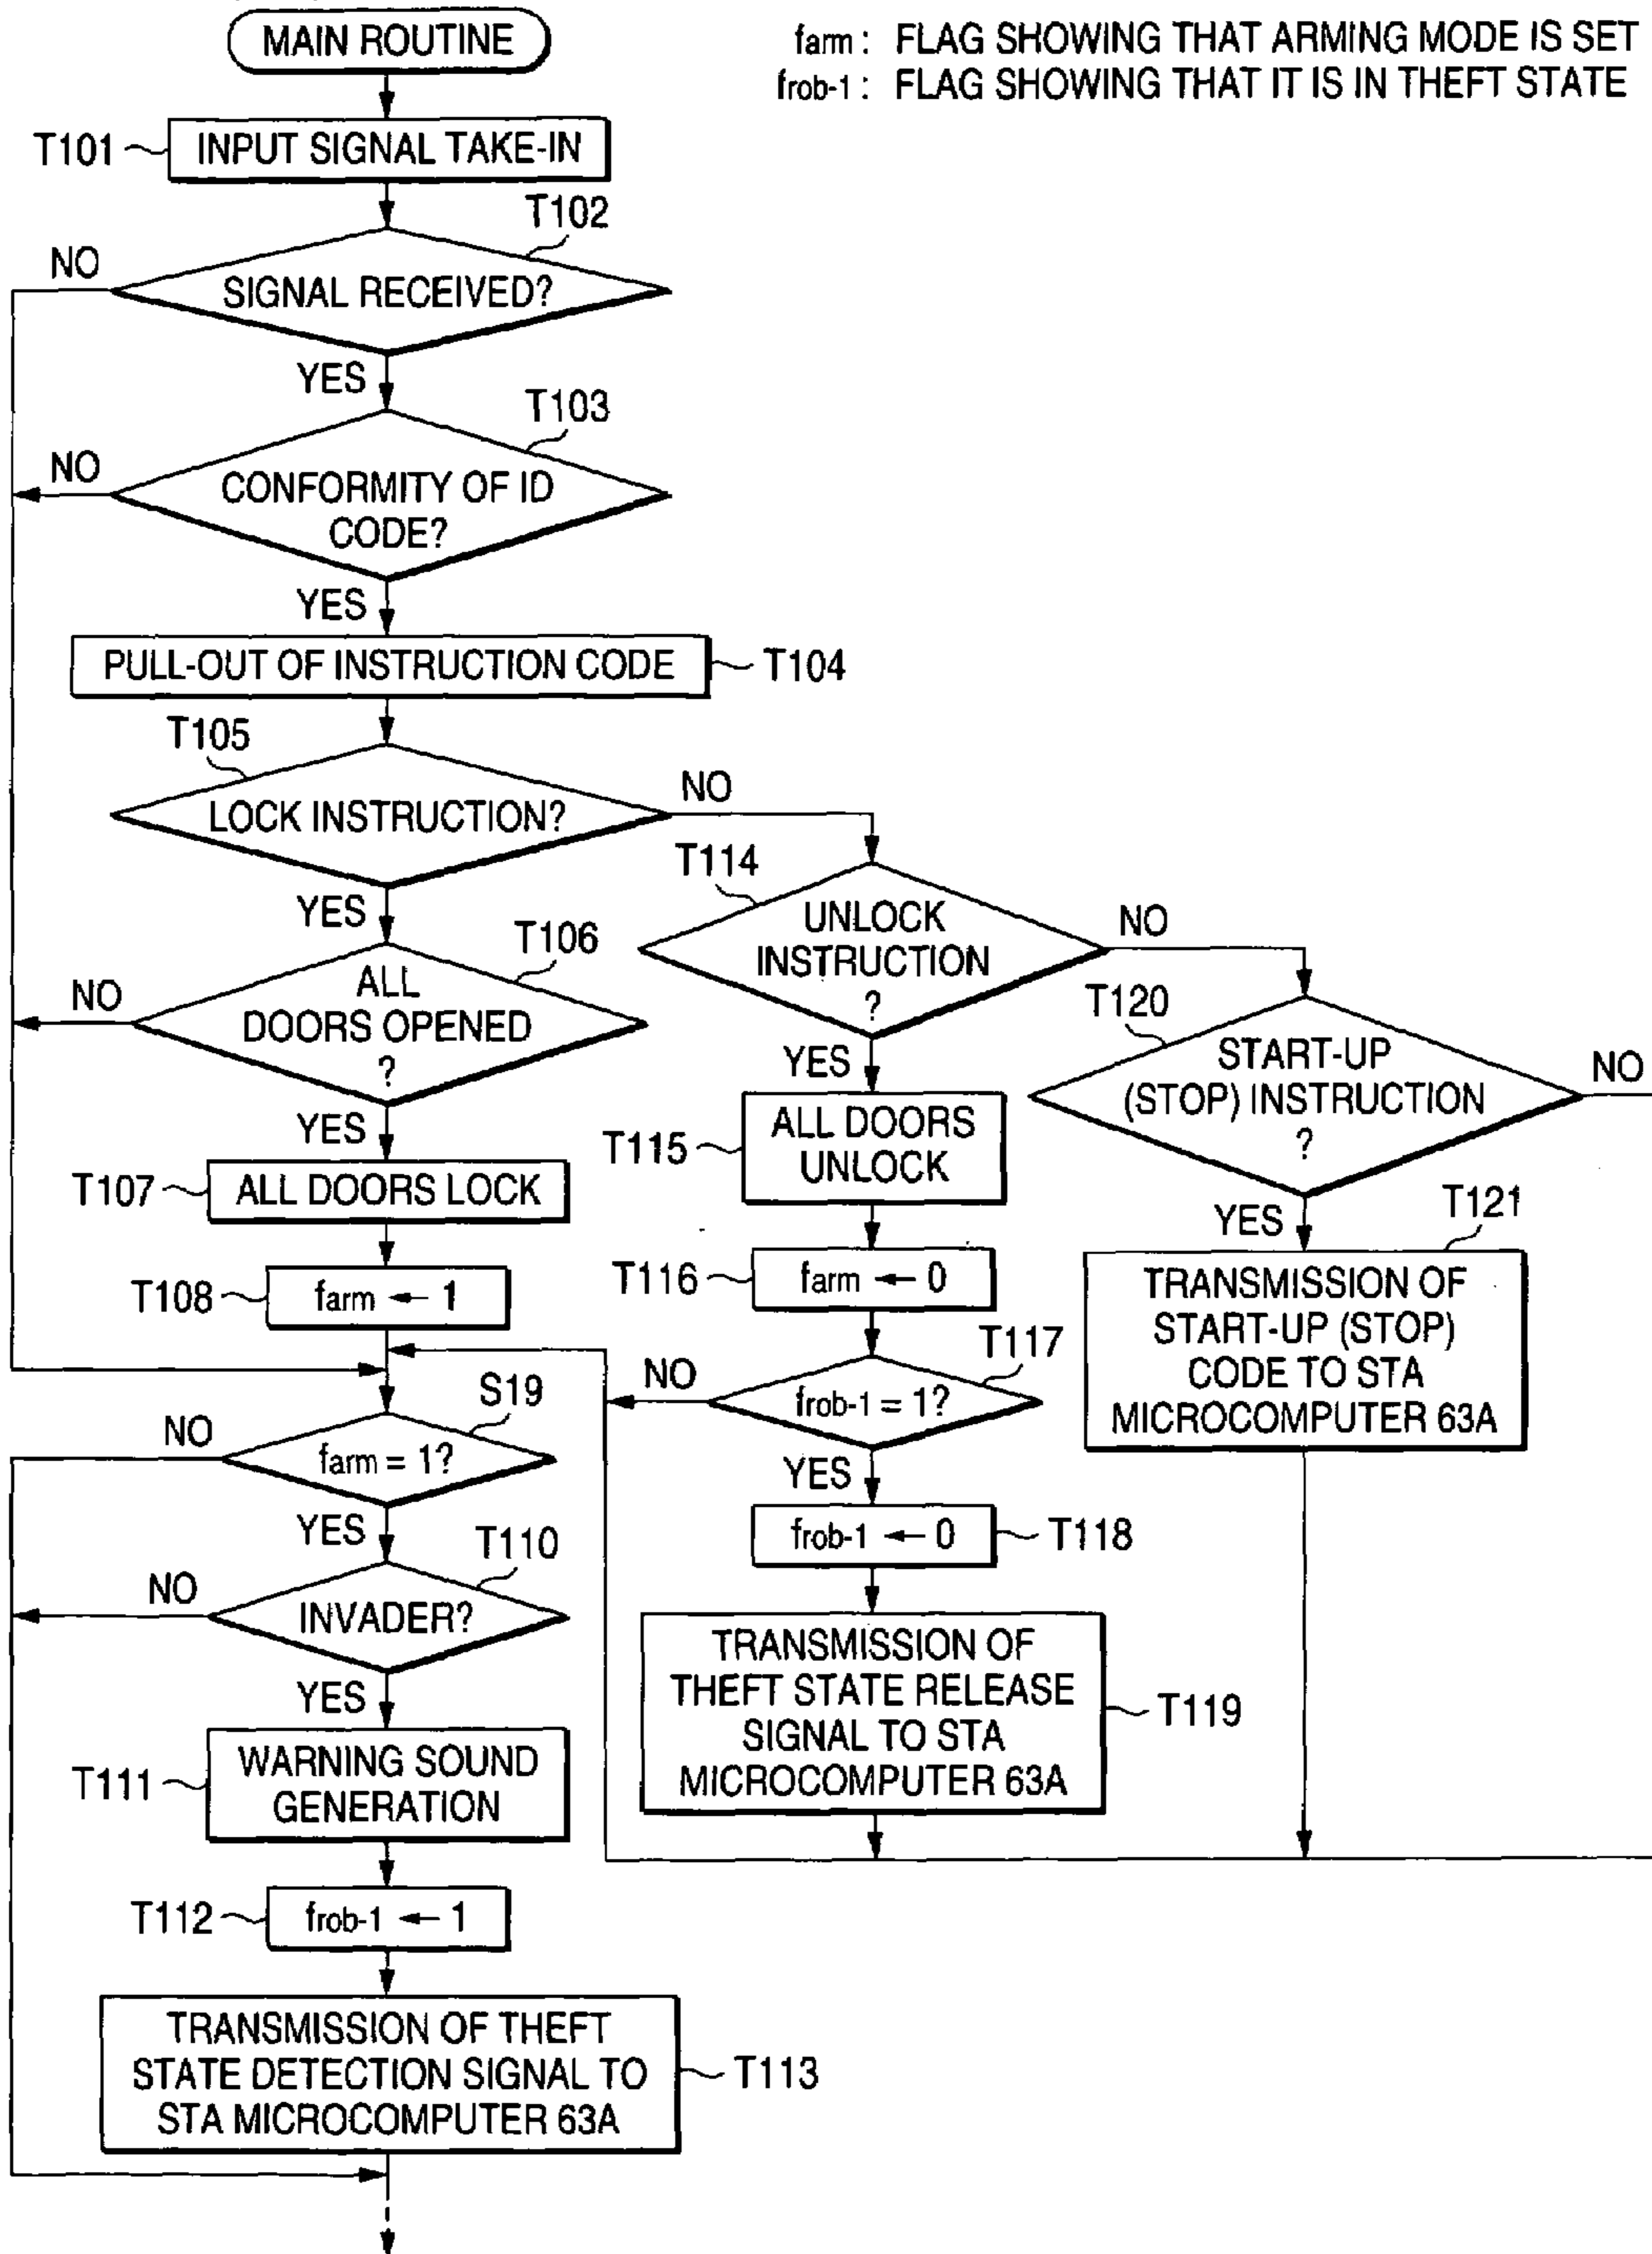 MAIN ROUTINE
farm : FLAG SHOWING THAT ARMING MODE IS SET
frob-1 : FLAG SHOWING THAT IT IS IN THEFT STATE
T101
INPUT SIGNAL TAKE-IN
T102
NO
SIGNAL RECEIVED?
YES
T103
NO
CONFORMITY OF ID
CODE?
YES
PULL-OUT OF INSTRUCTION CODE
T104
T105
LOCK INSTRUCTION?
NO
YES
T114
UNLOCK
INSTRUCTION
?
NO
YES
T106
NO
ALL
DOORS OPENED
?
YES
T120
START-UP
(STOP) INSTRUCTION
?
NO
YES
T115
ALL DOORS
UNLOCK
T107
ALL DOORS LOCK
T121
TRANSMISSION OF
START-UP (STOP)
CODE TO STA
MICROCOMPUTER 63A
T116
farm ← 0
T108
farm ← 1
T117
NO
frob-1 = 1?
YES
S19
NO
farm = 1?
YES
frob-1 ← 0
T118
T110
NO
INVADER?
YES
TRANSMISSION OF
THEFT STATE RELEASE
SIGNAL TO STA
MICROCOMPUTER 63A
T119
T111
WARNING SOUND
GENERATION
T112
frob-1 ← 1
TRANSMISSION OF THEFT
STATE DETECTION SIGNAL TO
STA MICROCOMPUTER 63A
T113